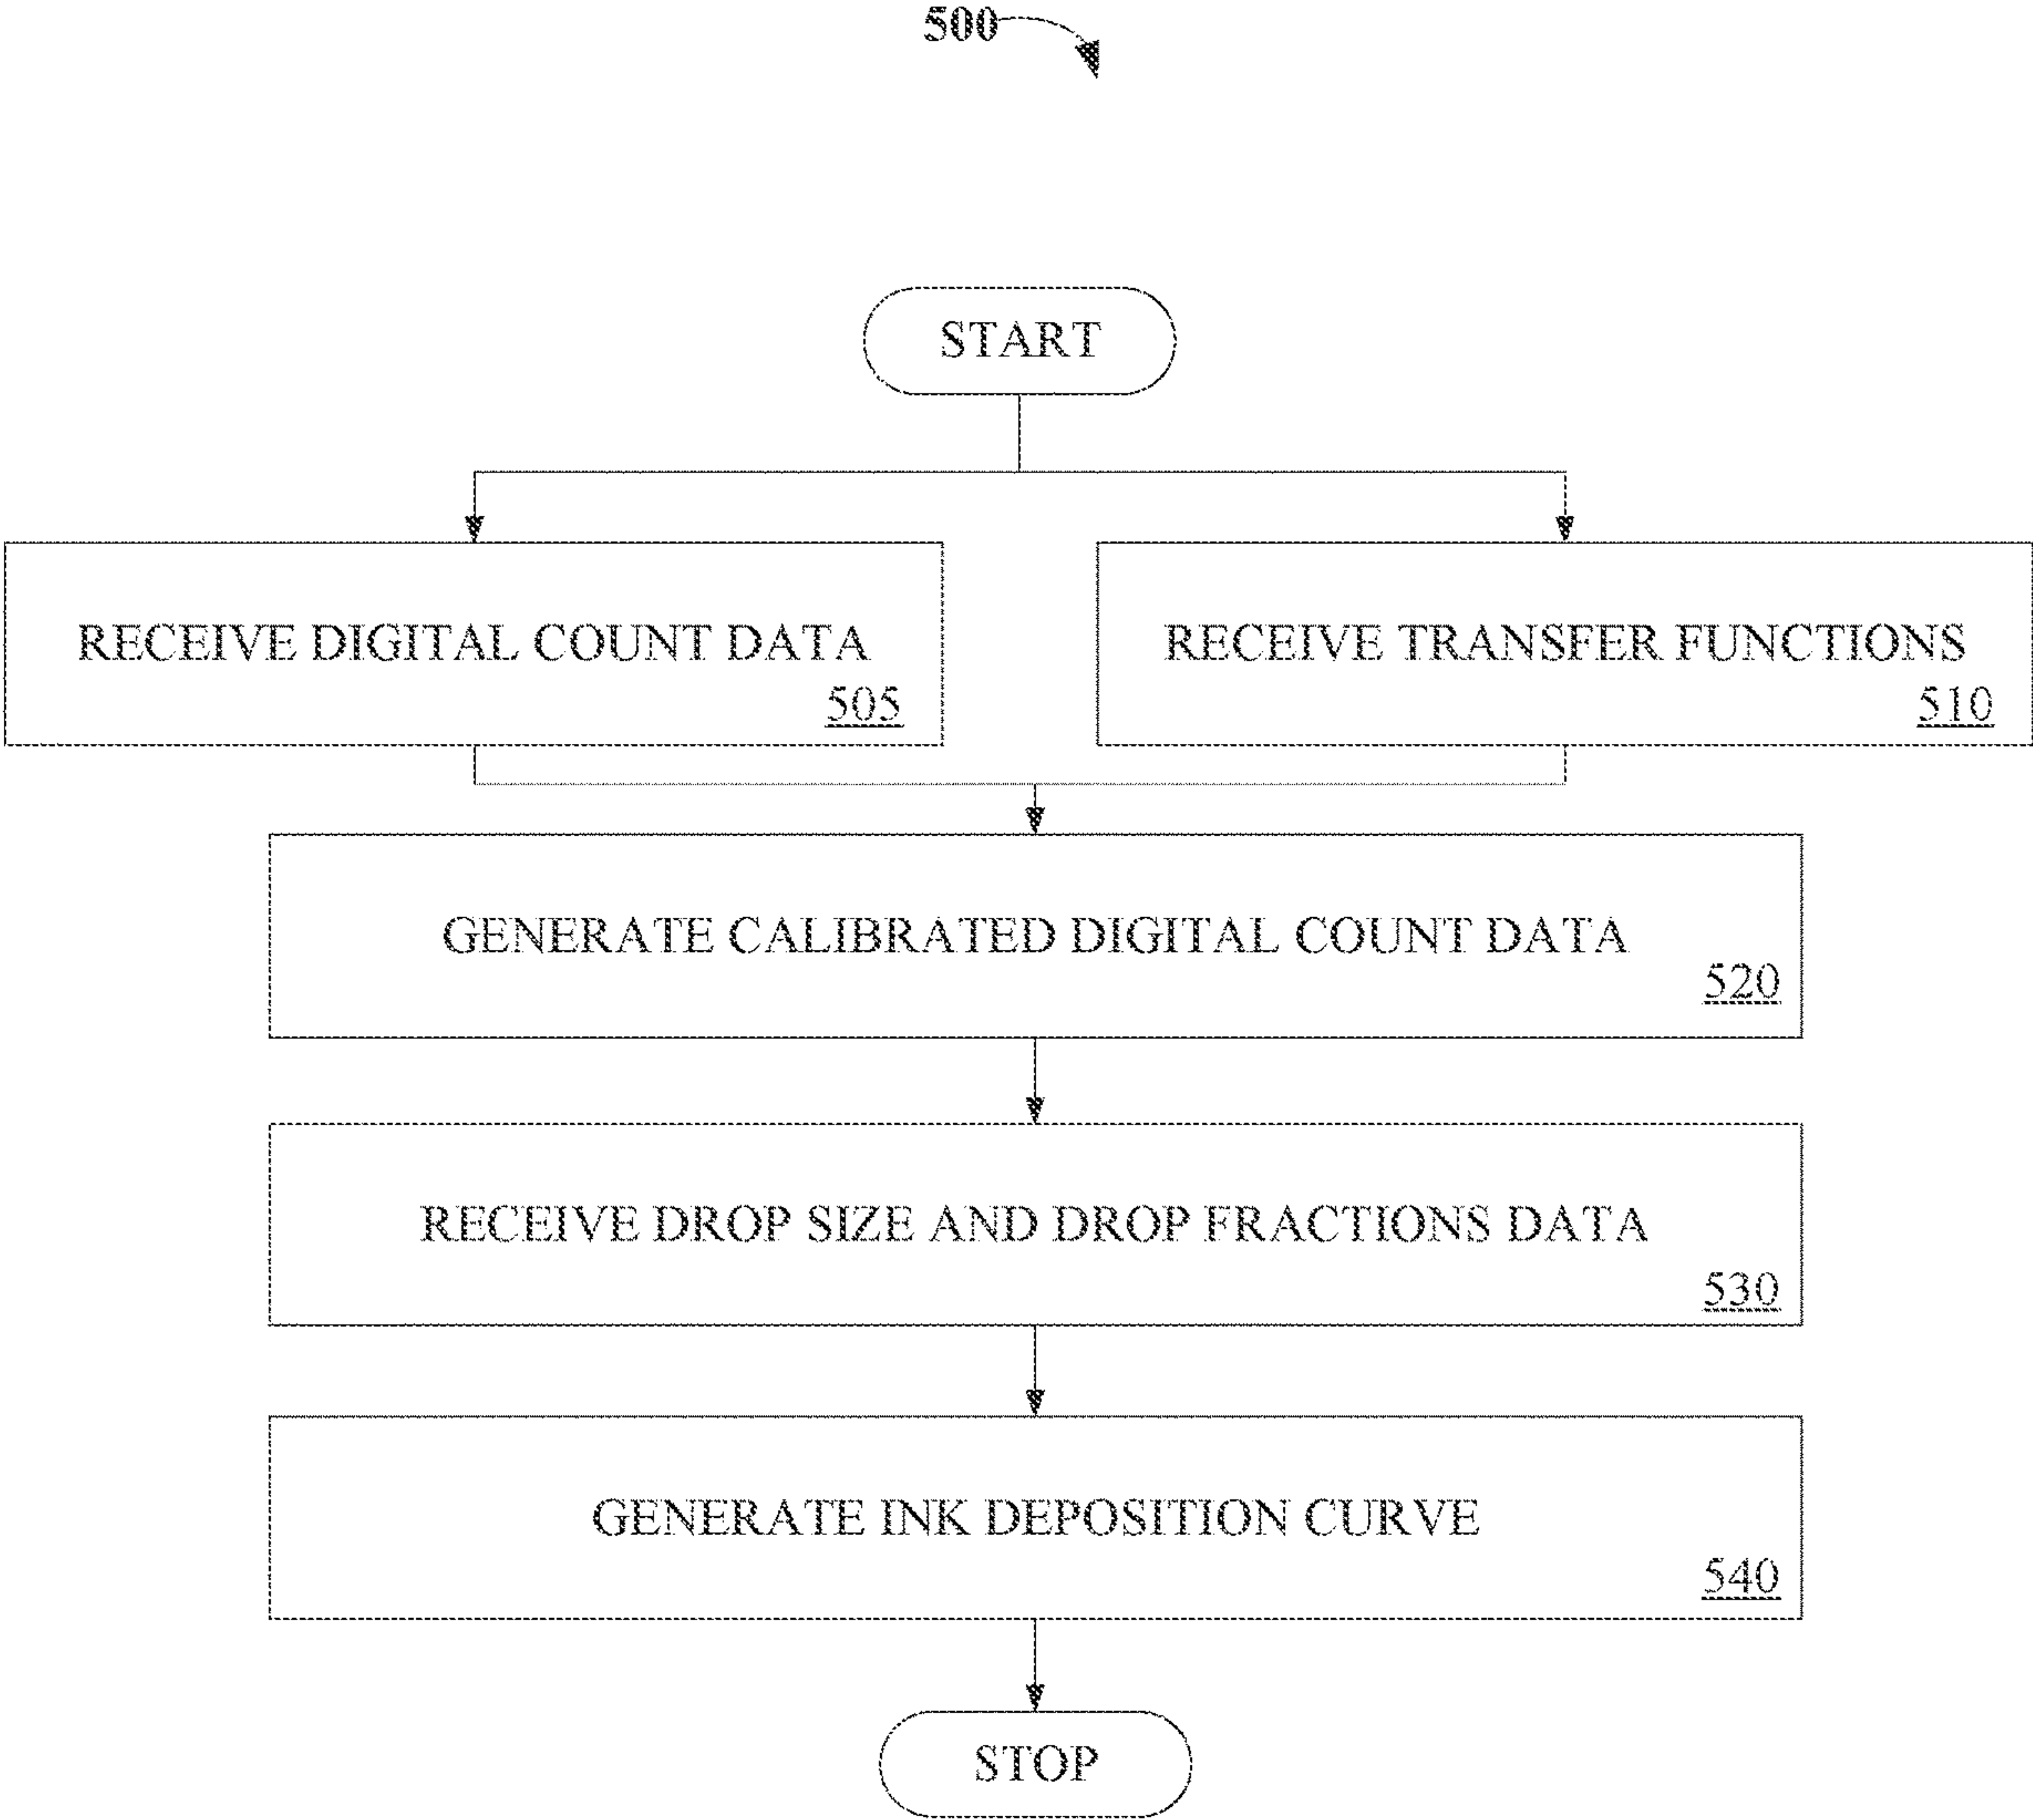 500
START
RECEIVE DIGITAL COUNT DATA
505
RECEIVE TRANSFER FUNCTIONS
510
GENERATE CALIBRATED DIGITAL COUNT DATA
520
RECEIVE DROP SIZE AND DROP FRACTIONS DATA
530
GENERATE INK DEPOSITION CURVE
540
STOP